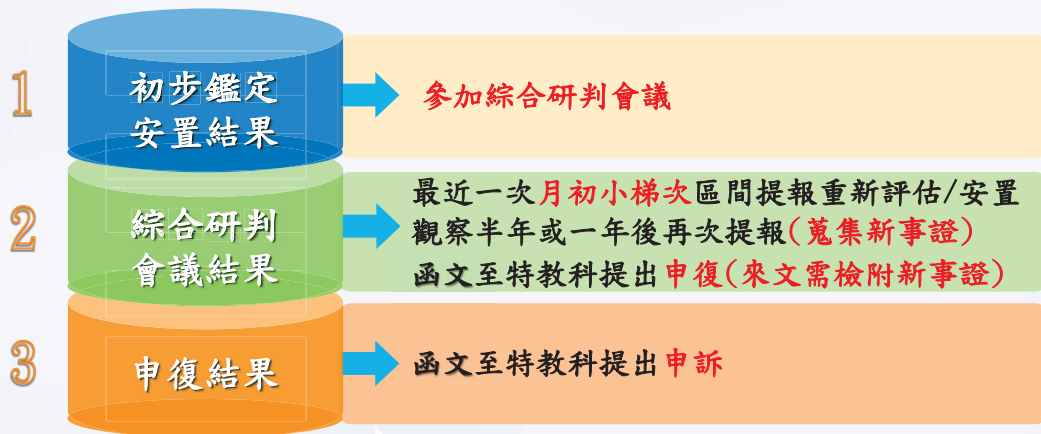 1
初步鑑定
安置結果
參加綜合研判會議
2
綜合研判
會議結果
最近一次月初小梯次區間提報重新評估/安置
觀察半年或一年後再次提報(蒐集新事證)
函文至特教科提出申復(來文需檢附新事證)
3
申復結果
函文至特教科提出申訴